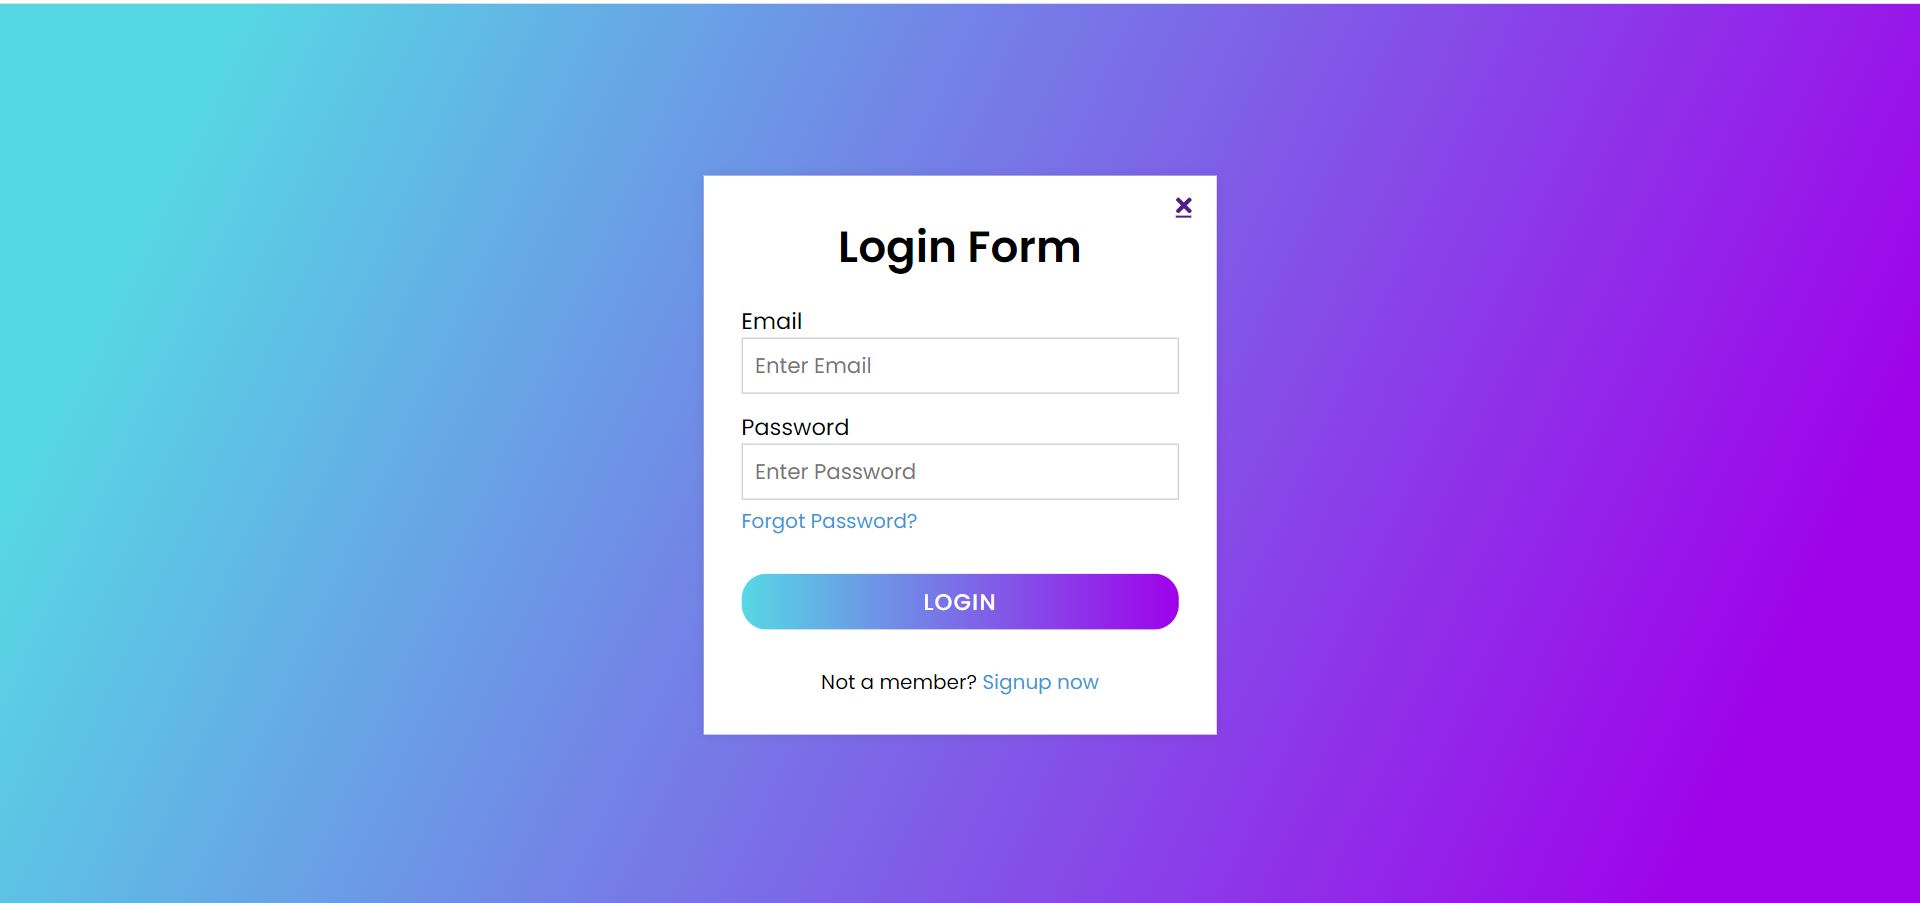 Login Form
Email
Enter Email
Password
Enter Password
Forgot Password?
LOGIN
Not a member? Signup now